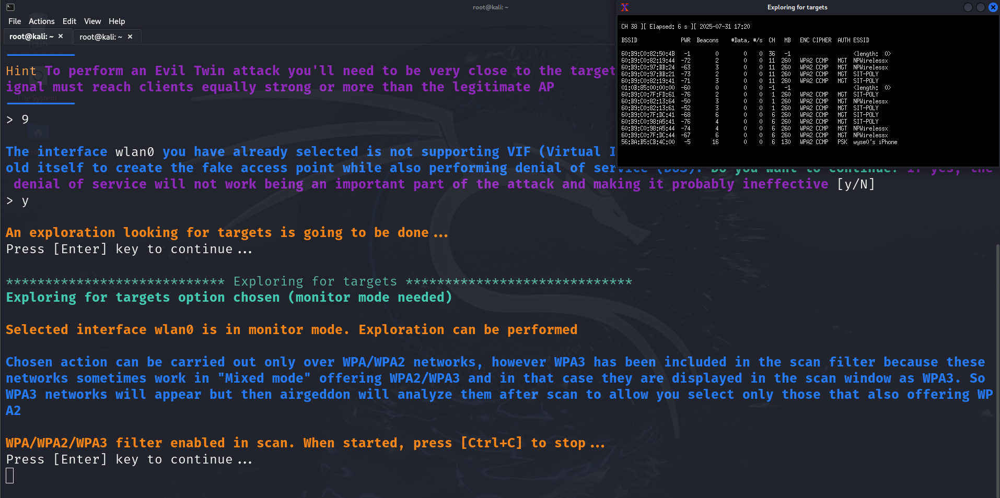 root@kali: ~
File Actions Edit View Help
root@kali: ~ × root@kali: ~ ×
Trash
Hint To perform an Evil Twin attack you'll need to be very close to the target
ignal must reach clients equally strong or more than the legitimate AP
File System
> 9
The interface wlan0 you have already selected is not supporting VIF (Virtual I
old itself to create the fake access point while also performing denial of service (DoS). Do you want to continue? If yes, the
denial of service will not work being an important part of the attack and making it probably ineffective [y/N]
> y
An exploration looking for targets is going to be done...
Press [Enter] key to continue...
**************************** Exploring for targets *****************************
Exploring for targets option chosen (monitor mode needed)
Selected interface wlan0 is in monitor mode. Exploration can be performed
Chosen action can be carried out only over WPA/WPA2 networks, however WPA3 has been included in the scan filter because these
networks sometimes work in "Mixed mode" offering WPA2/WPA3 and in that case they are displayed in the scan window as WPA3. So
WPA3 networks will appear but then airgeddon will analyze them after scan to allow you select only those that also offering WP
A2
WPA/WPA2/WPA3 filter enabled in scan. When started, press [Ctrl+C] to stop...
Press [Enter] key to continue...
Exploring for targets
CH 38 ][ Elapsed: 6 s ][ 2025-07-31 17:20
BSSID PWR Beacons #Data, #/s CH MB ENC CIPHER AUTH ESSID
60:B9:C0:82:50:4B -1 0 0 0 36 -1 <length: 0>
60:B9:C0:82:19:44 -72 2 0 0 11 260 WPA2 CCMP MGT NPWirelessx
60:B9:C0:97:BB:24 -63 3 0 0 11 260 WPA2 CCMP MGT NPWirelessx
60:B9:C0:97:BB:21 -73 2 0 0 11 260 WPA2 CCMP MGT SIT-POLY
60:B9:C0:82:19:41 -71 3 0 0 11 260 WPA2 CCMP MGT SIT-POLY
01:0B:85:00:00:00 -60 0 0 0 -1 -1 <length: 0>
60:B9:C0:7F:FD:61 -76 2 0 0 1 260 WPA2 CCMP MGT SIT-POLY
60:B9:C0:82:13:64 -50 3 0 0 1 260 WPA2 CCMP MGT NPWirelessx
60:B9:C0:82:13:61 -52 3 0 0 1 260 WPA2 CCMP MGT SIT-POLY
60:B9:C0:7F:DC:41 -68 6 0 0 6 260 WPA2 CCMP MGT SIT-POLY
60:B9:C0:98:A5:41 -76 4 0 0 6 260 WPA2 CCMP MGT SIT-POLY
60:B9:C0:98:A5:44 -74 4 0 0 6 260 WPA2 CCMP MGT NPWirelessx
60:B9:C0:7F:DC:44 -67 6 0 0 6 260 WPA2 CCMP MGT NPWirelessx
56:BA:B5:CB:4C:00 -5 16 0 0 6 130 WPA2 CCMP PSK wyse0's iPhone